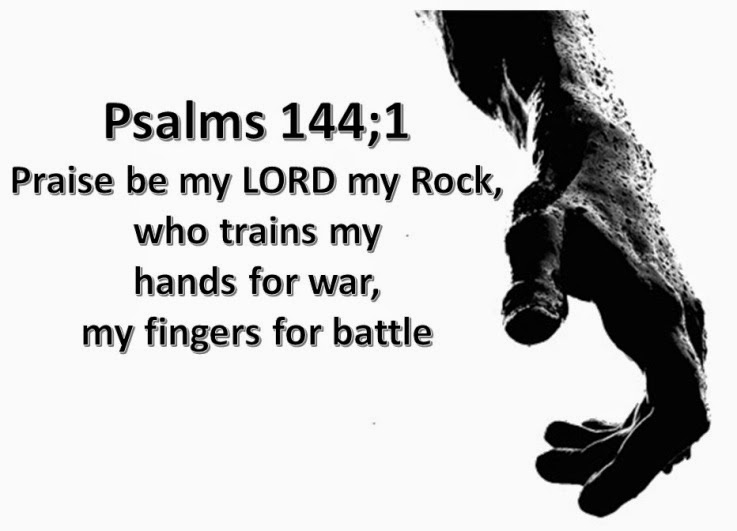 Psalms 144;1
Praise be my LORD my Rock,
who trains my
hands for war,
my fingers for battle